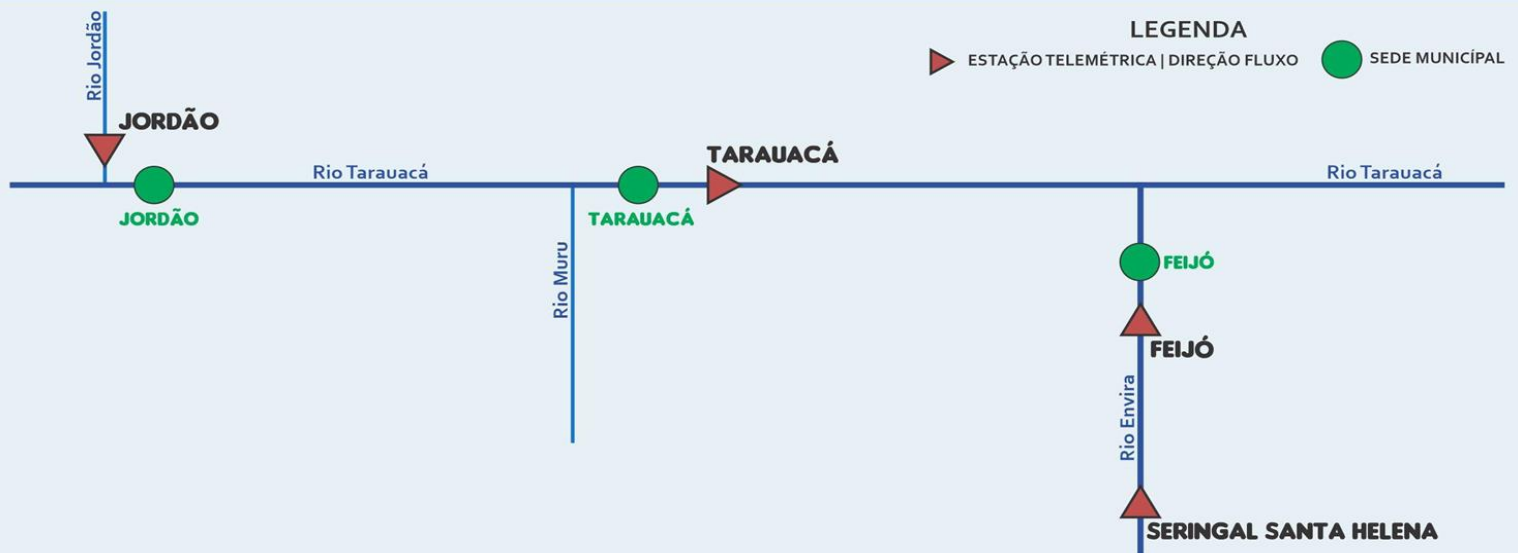 LEGENDA
ESTAÇÃO TELEMÉTRICA | DIREÇÃO FLUXO
SEDE MUNICÍPAL
Rio Jordão
JORDÃO
TARAUACÁ
Rio Tarauacá
Rio Tarauacá
JORDÃO
TARAUACÁ
Rio Muru
FEIJÓ
FEIJÓ
Rio Envira
SERINGAL SANTA HELENA